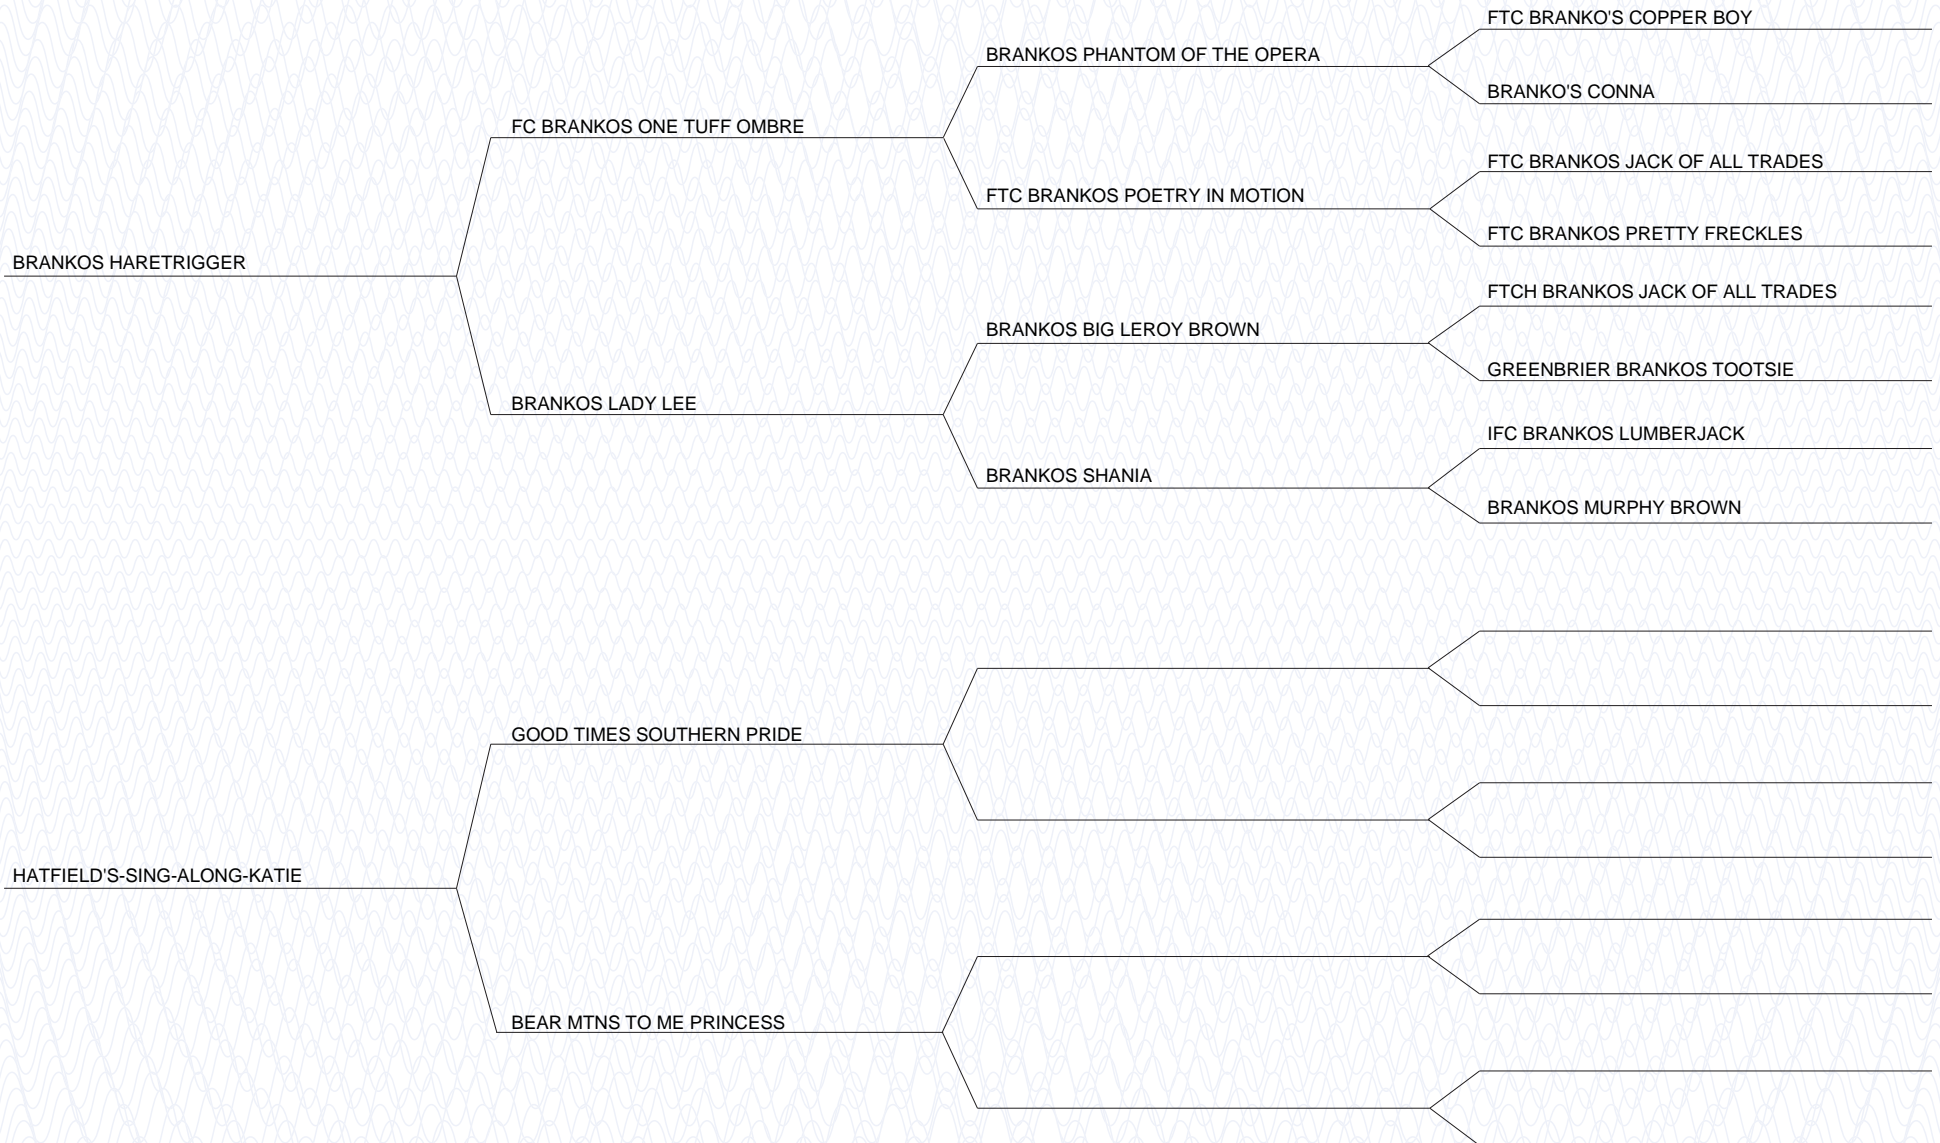 FTC BRANKO'S COPPER BOY
BRANKOS PHANTOM OF THE OPERA
BRANKO'S CONNA
FC BRANKOS ONE TUFF OMBRE
FTC BRANKOS JACK OF ALL TRADES
FTC BRANKOS POETRY IN MOTION
FTC BRANKOS PRETTY FRECKLES
BRANKOS HARETRIGGER
FTCH BRANKOS JACK OF ALL TRADES
BRANKOS BIG LEROY BROWN
GREENBRIER BRANKOS TOOTSIE
BRANKOS LADY LEE
IFC BRANKOS LUMBERJACK
BRANKOS SHANIA
BRANKOS MURPHY BROWN
GOOD TIMES SOUTHERN PRIDE
HATFIELD'S-SING-ALONG-KATIE
BEAR MTNS TO ME PRINCESS